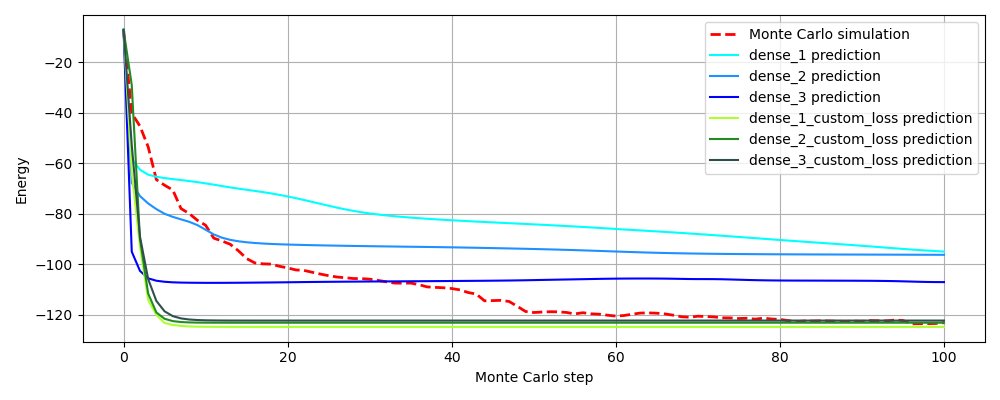 Monte Carlo simulation
dense_1 prediction
dense_2 prediction
dense_3 prediction
dense_1_custom_loss prediction
dense_2_custom_loss prediction
dense_3_custom_loss prediction
Energy
−20
−40
−60
−80
−100
−120
0 20 40 60 80 100
Monte Carlo step